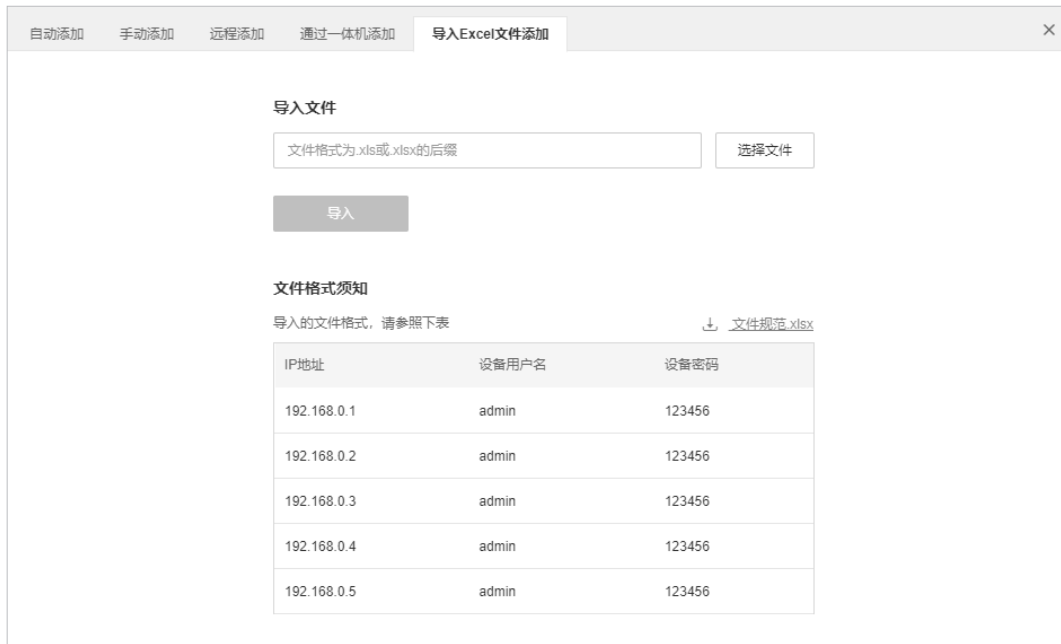 自动添加 手动添加 远程添加 通过一体机添加 导入Excel文件添加
导入文件
文件格式为.xls或.xlsx的后缀 选择文件
导入
文件格式须知
导入的文件格式，请参照下表 文件规范.xlsx
IP地址 设备用户名 设备密码
192.168.0.1 admin 123456
192.168.0.2 admin 123456
192.168.0.3 admin 123456
192.168.0.4 admin 123456
192.168.0.5 admin 123456